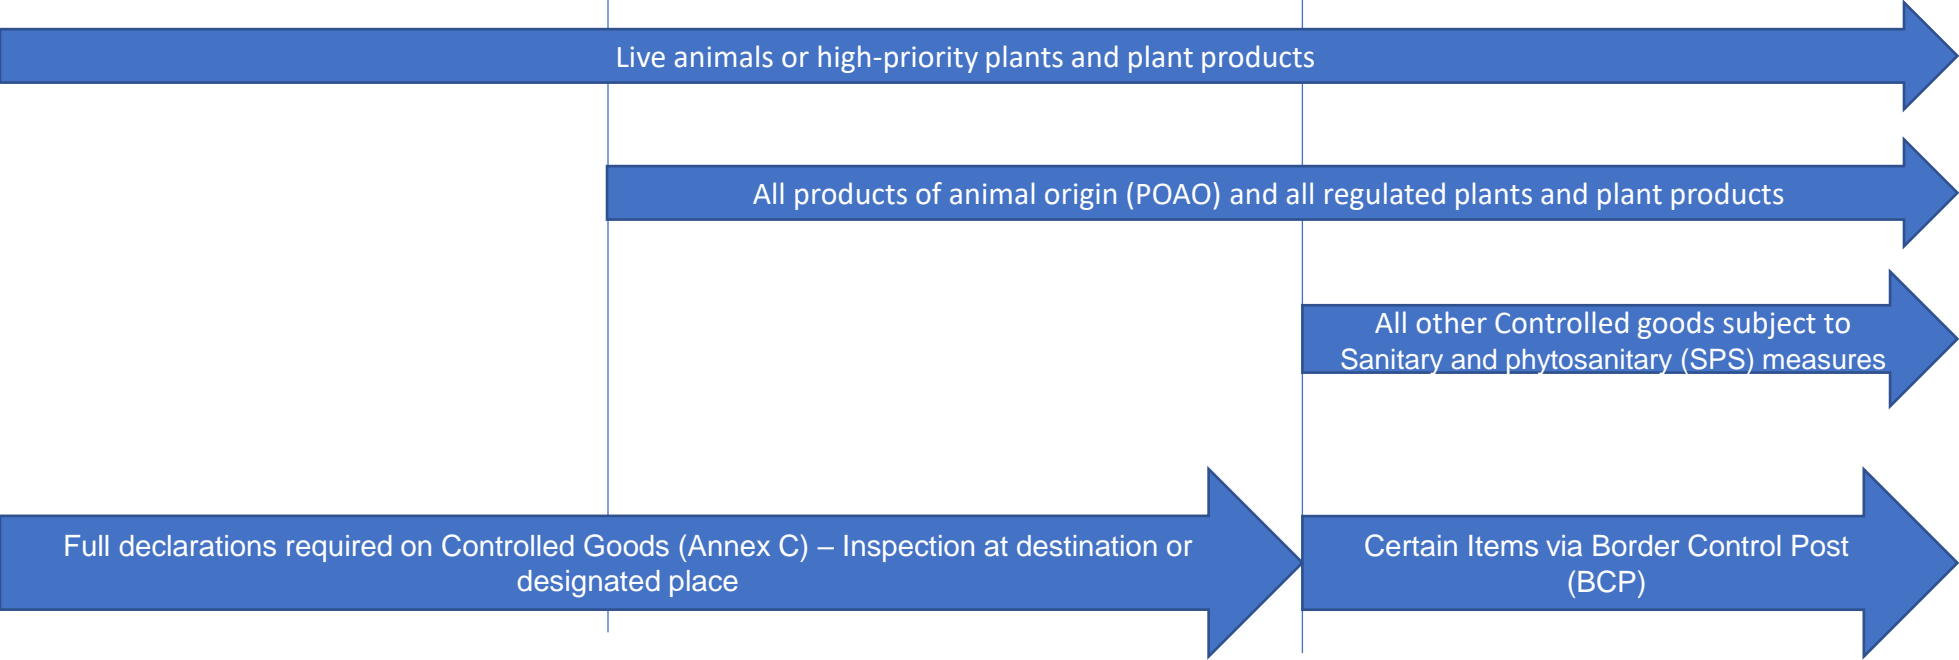 Live animals or high-priority plants and plant products
All products of animal origin (POAO) and all regulated plants and plant products
All other Controlled goods subject to
Sanitary and phytosanitary (SPS) measures
Full declarations required on Controlled Goods (Annex C) – Inspection at destination or
designated place
Certain Items via Border Control Post
(BCP)